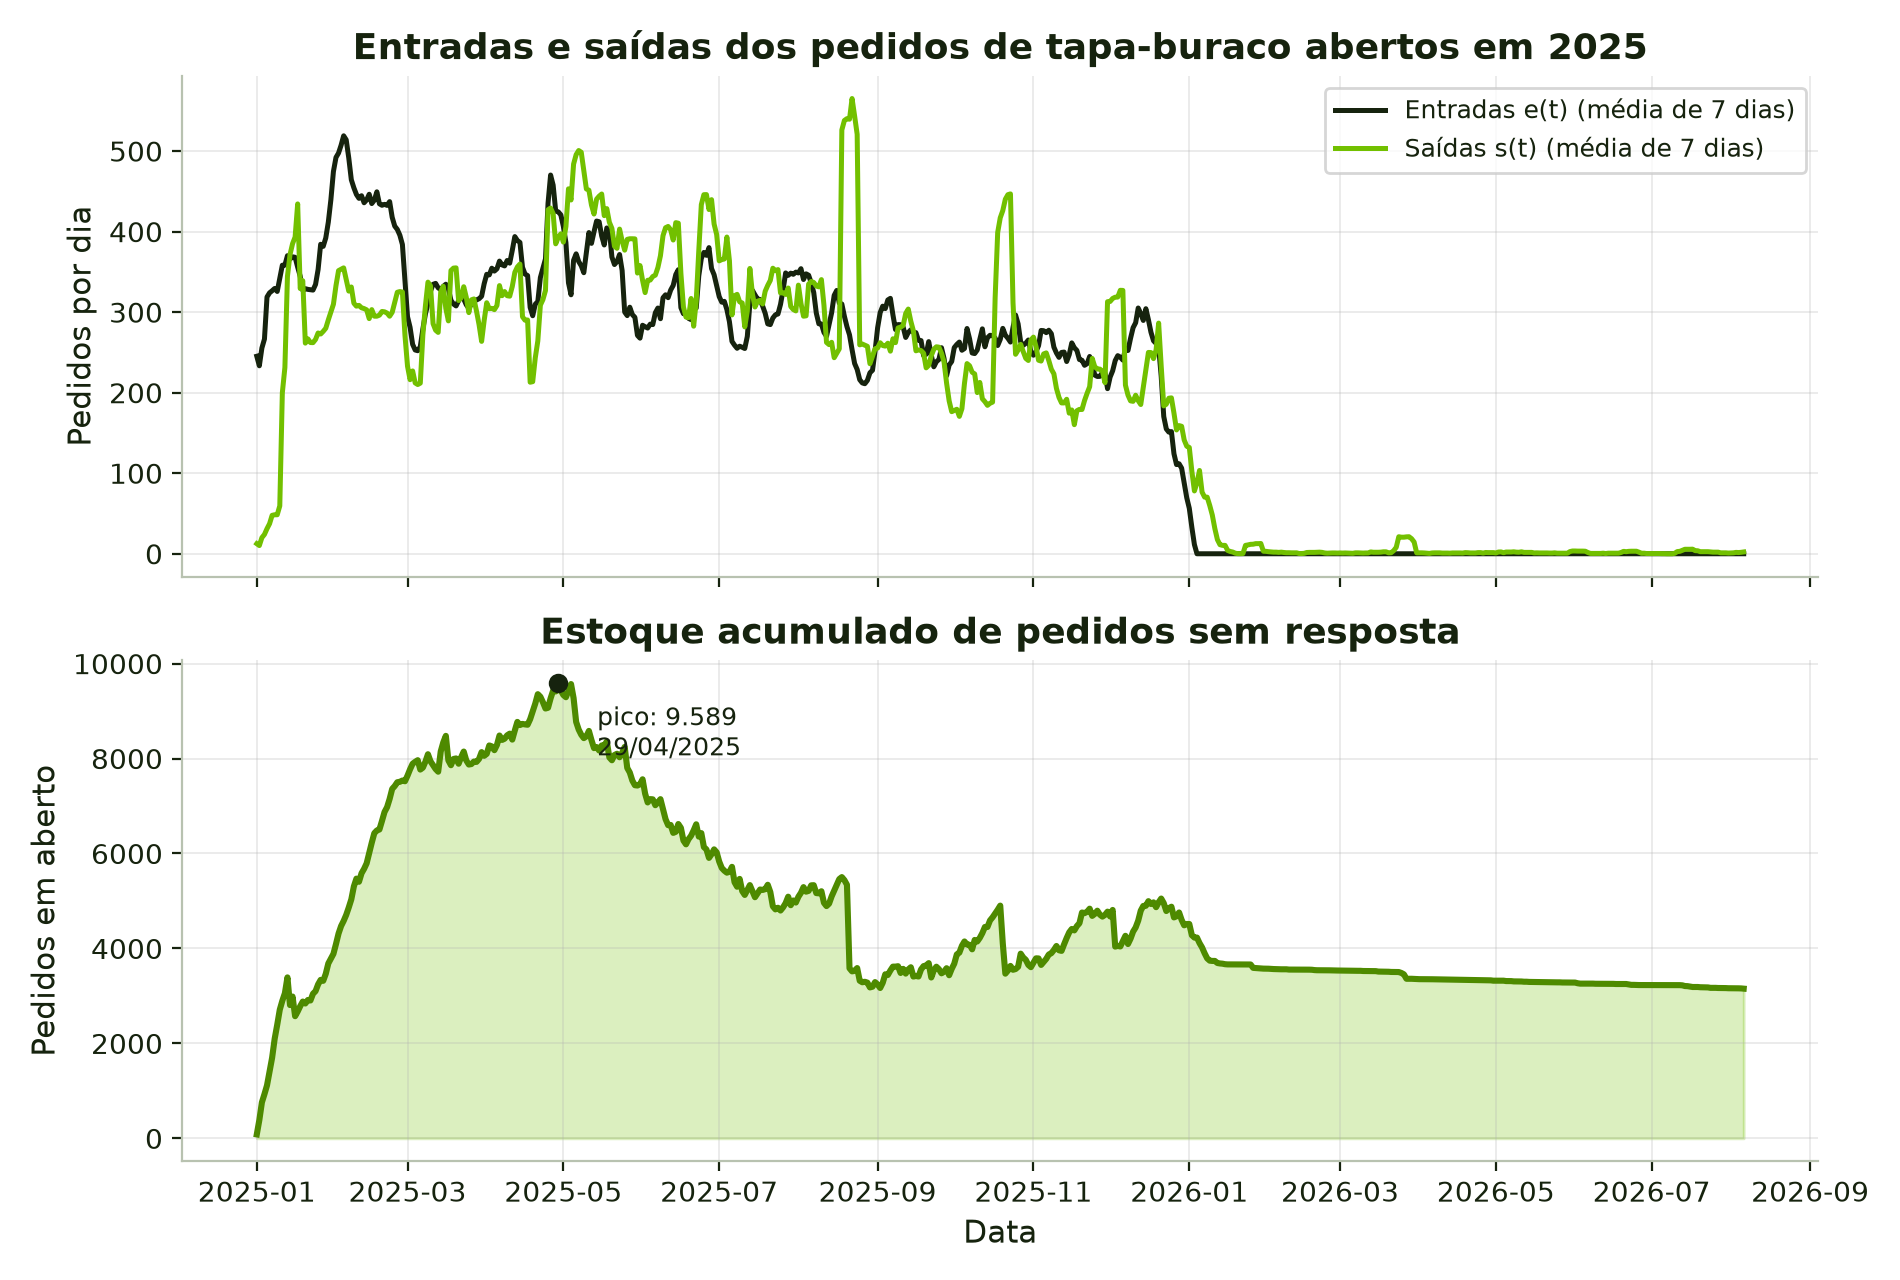 Entradas e saídas dos pedidos de tapa-buraco abertos em 2025
Entradas e(t) (média de 7 dias)
Saídas s(t) (média de 7 dias)
Pedidos por dia
500
400
300
200
100
0
Estoque acumulado de pedidos sem resposta
pico: 9.589
29/04/2025
Pedidos em aberto
10000
8000
6000
4000
2000
0
2025-01 2025-03 2025-05 2025-07 2025-09 2025-11 2026-01 2026-03 2026-05 2026-07 2026-09
Data